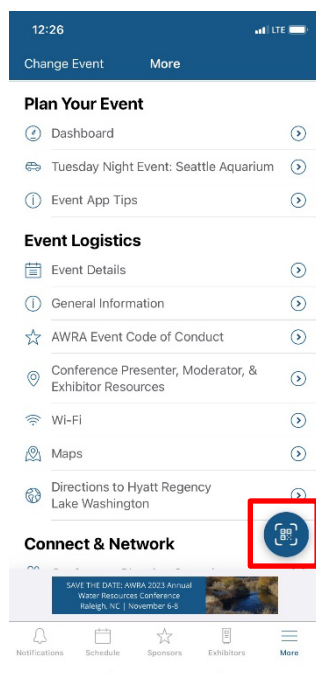 12:26
LTE
Change Event
More
Plan Your Event
Dashboard
Tuesday Night Event: Seattle Aquarium
Event App Tips
Event Logistics
Event Details
General Information
AWRA Event Code of Conduct
Conference Presenter, Moderator, &
Exhibitor Resources
Wi-Fi
Maps
Directions to Hyatt Regency
Lake Washington
Connect & Network
SAVE THE DATE: AWRA 2023 Annual
Water Resources Conference
Raleigh, NC | November 6-8
Notifications
Schedule
Sponsors
Exhibitors
More